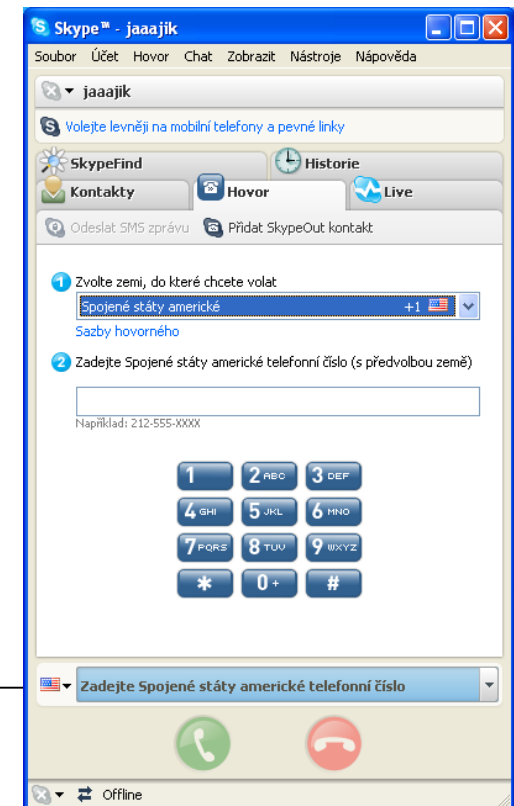 Skype™ - jaaajik
Soubor Účet Hovor Chat Zobrazit Nástroje Nápověda
jaaajik
Volejte levněji na mobilní telefony a pevné linky
SkypeFind Historie
Kontakty Hovor Live
Odeslat SMS zprávu Přidat SkypeOut kontakt
1 Zvolte zemi, do které chcete volat
Spojené státy americké +1
Sazby hovorného
2 Zadejte Spojené státy americké telefonní číslo (s předvolbou země)
Například: 212-555-XXXX
1 2 ABC 3 DEF
4 GHI 5 JKL 6 MNO
7 PQRS 8 TUV 9 WXYZ
* 0 + #
Zadejte Spojené státy americké telefonní číslo
Offline